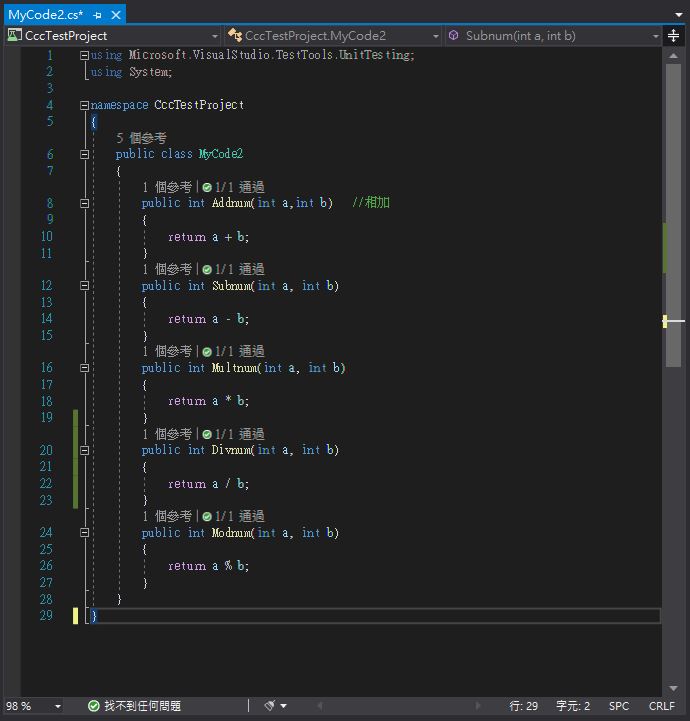 MyCode2.cs*
CccTestProject CccTestProject.MyCode2 Subnum(int a, int b)
1 using Microsoft.VisualStudio.TestTools.UnitTesting;
2 using System;
3
4 namespace CccTestProject
5 {
5 個參考
6 public class MyCode2
7 {
1 個參考 | 1/1 通過
8 public int Addnum(int a,int b) //相加
9 {
10 return a + b;
11 }
1 個參考 | 1/1 通過
12 public int Subnum(int a, int b)
13 {
14 return a - b;
15 }
1 個參考 | 1/1 通過
16 public int Multnum(int a, int b)
17 {
18 return a * b;
19 }
1 個參考 | 1/1 通過
20 public int Divnum(int a, int b)
21 {
22 return a / b;
23 }
1 個參考 | 1/1 通過
24 public int Modnum(int a, int b)
25 {
26 return a % b;
27 }
28 }
29 }
98 % 找不到任何問題 行: 29 字元: 2 SPC CRLF